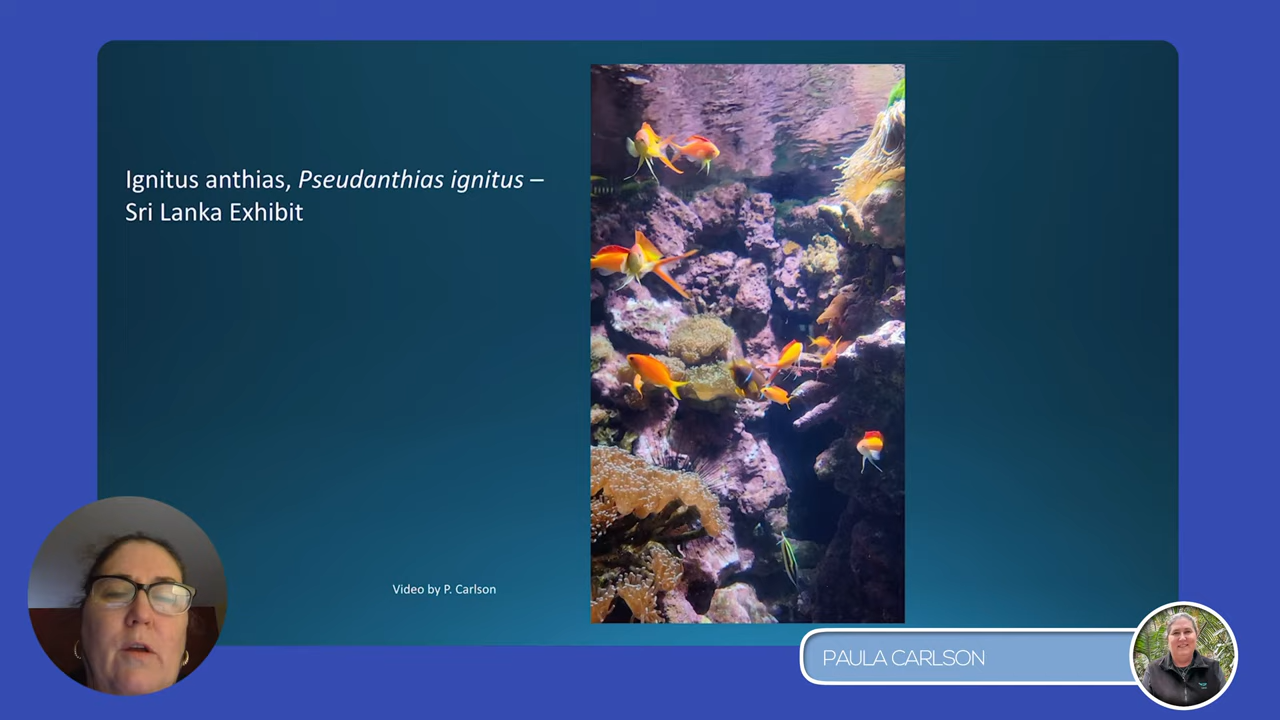 Ignitus anthias, Pseudanthias ignitus –
Sri Lanka Exhibit
Video by P. Carlson
PAULA CARLSON